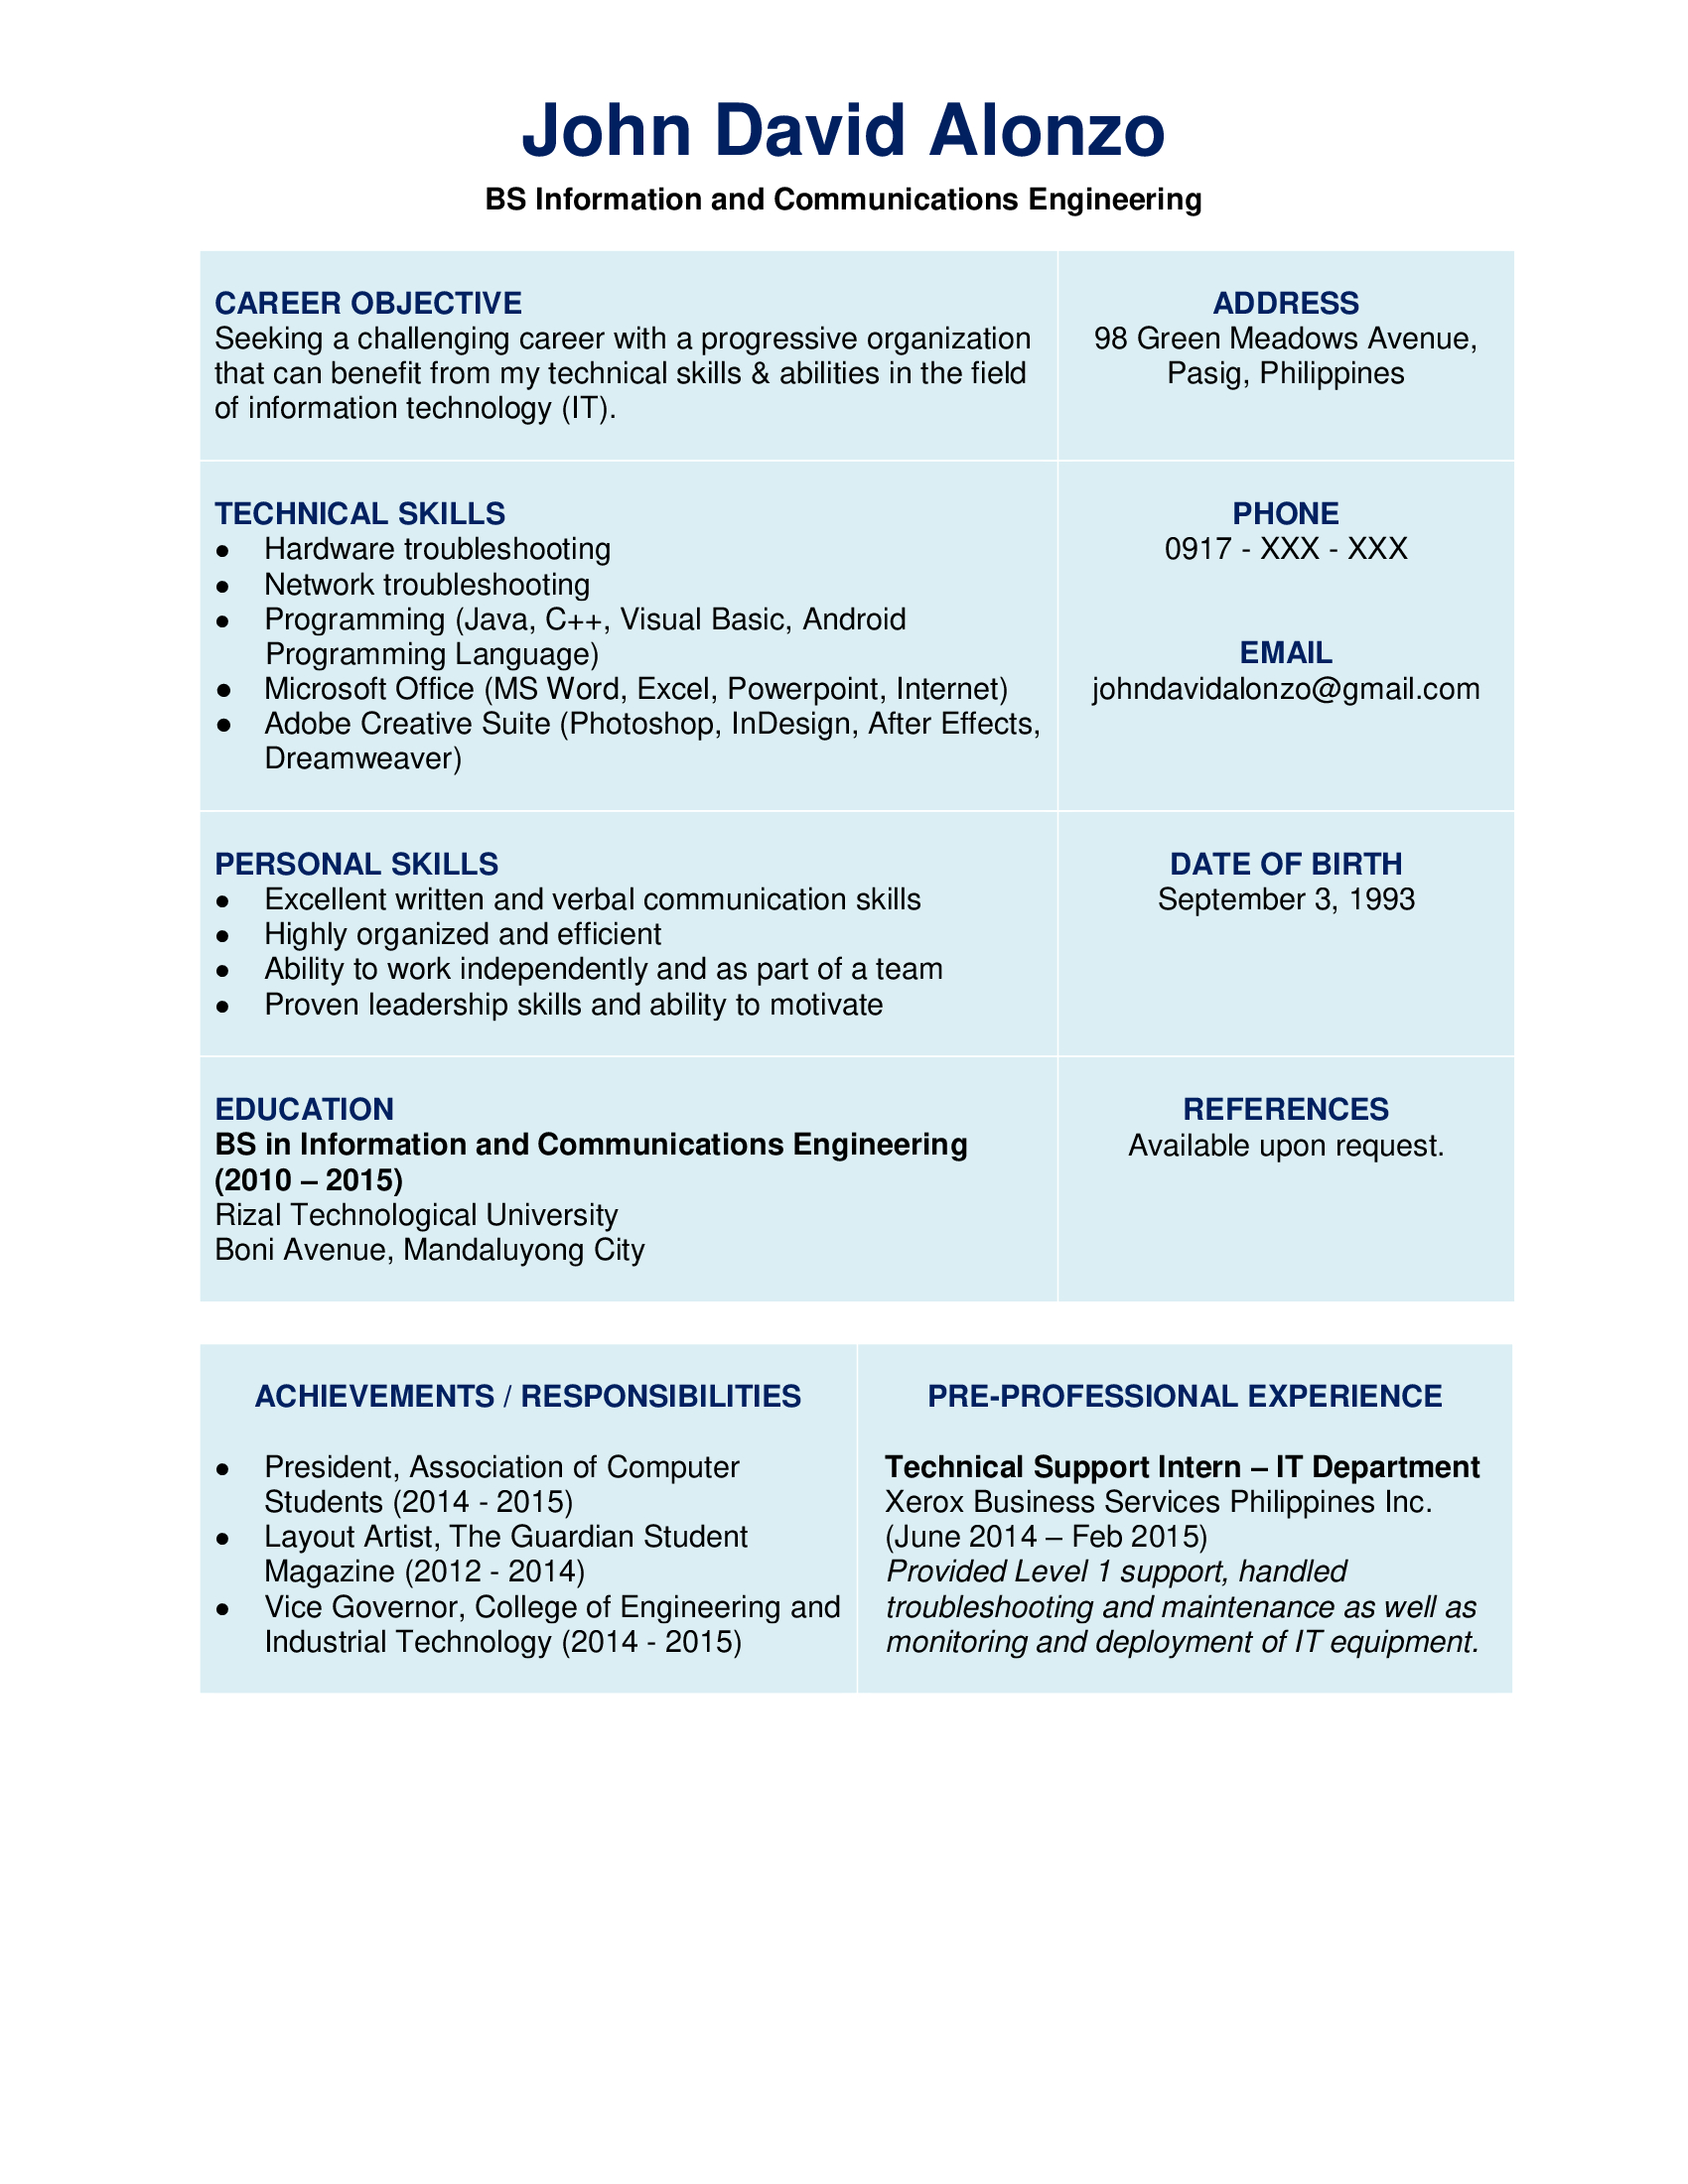 John David Alonzo
BS Information and Communications Engineering
CAREER OBJECTIVE
Seeking a challenging career with a progressive organization
that can benefit from my technical skills & abilities in the field
of information technology (IT).
ADDRESS
98 Green Meadows Avenue,
Pasig, Philippines
TECHNICAL SKILLS
● Hardware troubleshooting
● Network troubleshooting
● Programming (Java, C++, Visual Basic, Android
Programming Language)
● Microsoft Office (MS Word, Excel, Powerpoint, Internet)
● Adobe Creative Suite (Photoshop, InDesign, After Effects,
Dreamweaver)
PHONE
0917 - XXX - XXX
EMAIL
johndavidalonzo@gmail.com
PERSONAL SKILLS
● Excellent written and verbal communication skills
● Highly organized and efficient
● Ability to work independently and as part of a team
● Proven leadership skills and ability to motivate
DATE OF BIRTH
September 3, 1993
EDUCATION
BS in Information and Communications Engineering
(2010 – 2015)
Rizal Technological University
Boni Avenue, Mandaluyong City
REFERENCES
Available upon request.
ACHIEVEMENTS / RESPONSIBILITIES
● President, Association of Computer
Students (2014 - 2015)
● Layout Artist, The Guardian Student
Magazine (2012 - 2014)
● Vice Governor, College of Engineering and
Industrial Technology (2014 - 2015)
PRE-PROFESSIONAL EXPERIENCE
Technical Support Intern – IT Department
Xerox Business Services Philippines Inc.
(June 2014 – Feb 2015)
Provided Level 1 support, handled
troubleshooting and maintenance as well as
monitoring and deployment of IT equipment.